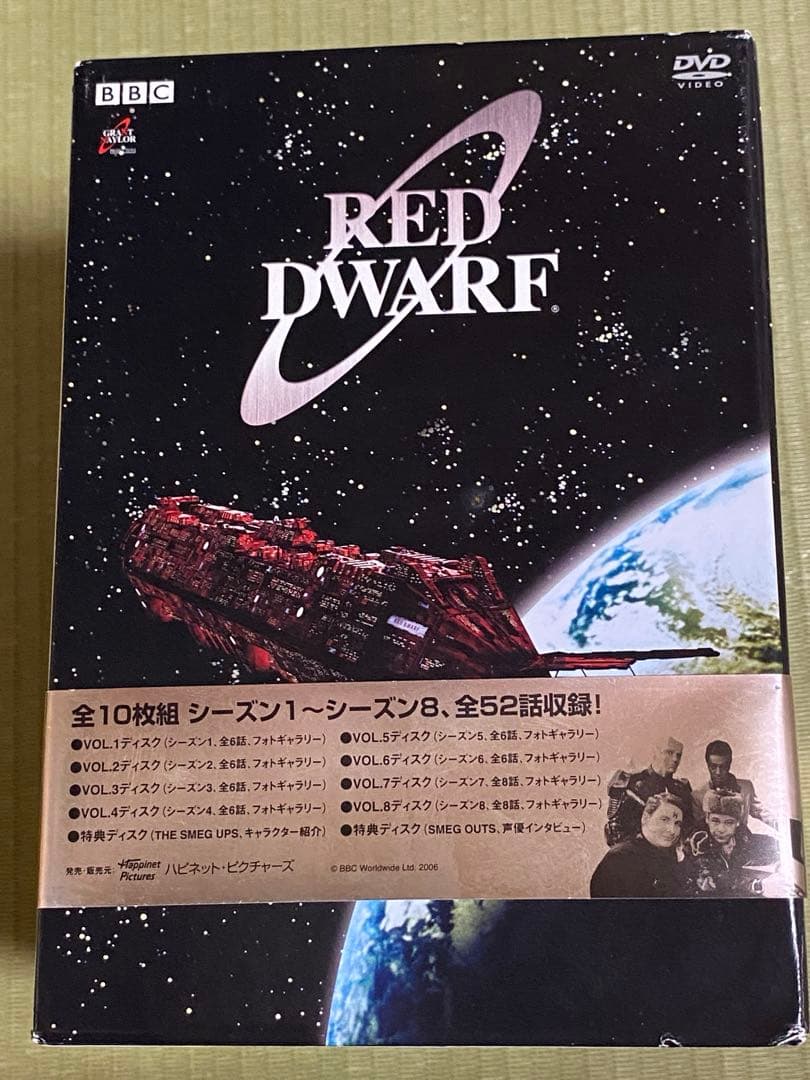 BBC
DVD
VIDEO
GRANT
NAYLOR
RED
DWARF®
RED DWARF
全10枚組 シーズン1〜シーズン8、全52話収録!
●VOL.1ディスク(シーズン1、全6話、フォトギャラリー) ●VOL.5ディスク(シーズン5、全6話、フォトギャラリー)
●VOL.2ディスク(シーズン2、全6話、フォトギャラリー) ●VOL.6ディスク(シーズン6、全6話、フォトギャラリー)
●VOL.3ディスク(シーズン3、全6話、フォトギャラリー) ●VOL.7ディスク(シーズン7、全8話、フォトギャラリー)
●VOL.4ディスク(シーズン4、全6話、フォトギャラリー) ●VOL.8ディスク(シーズン8、全8話、フォトギャラリー)
●特典ディスク(THE SMEG UPS、キャラクター紹介) ●特典ディスク(SMEG OUTS、声優インタビュー)
発売・販売元: Happinet Pictures ハピネット・ピクチャーズ © BBC Worldwide Ltd. 2006